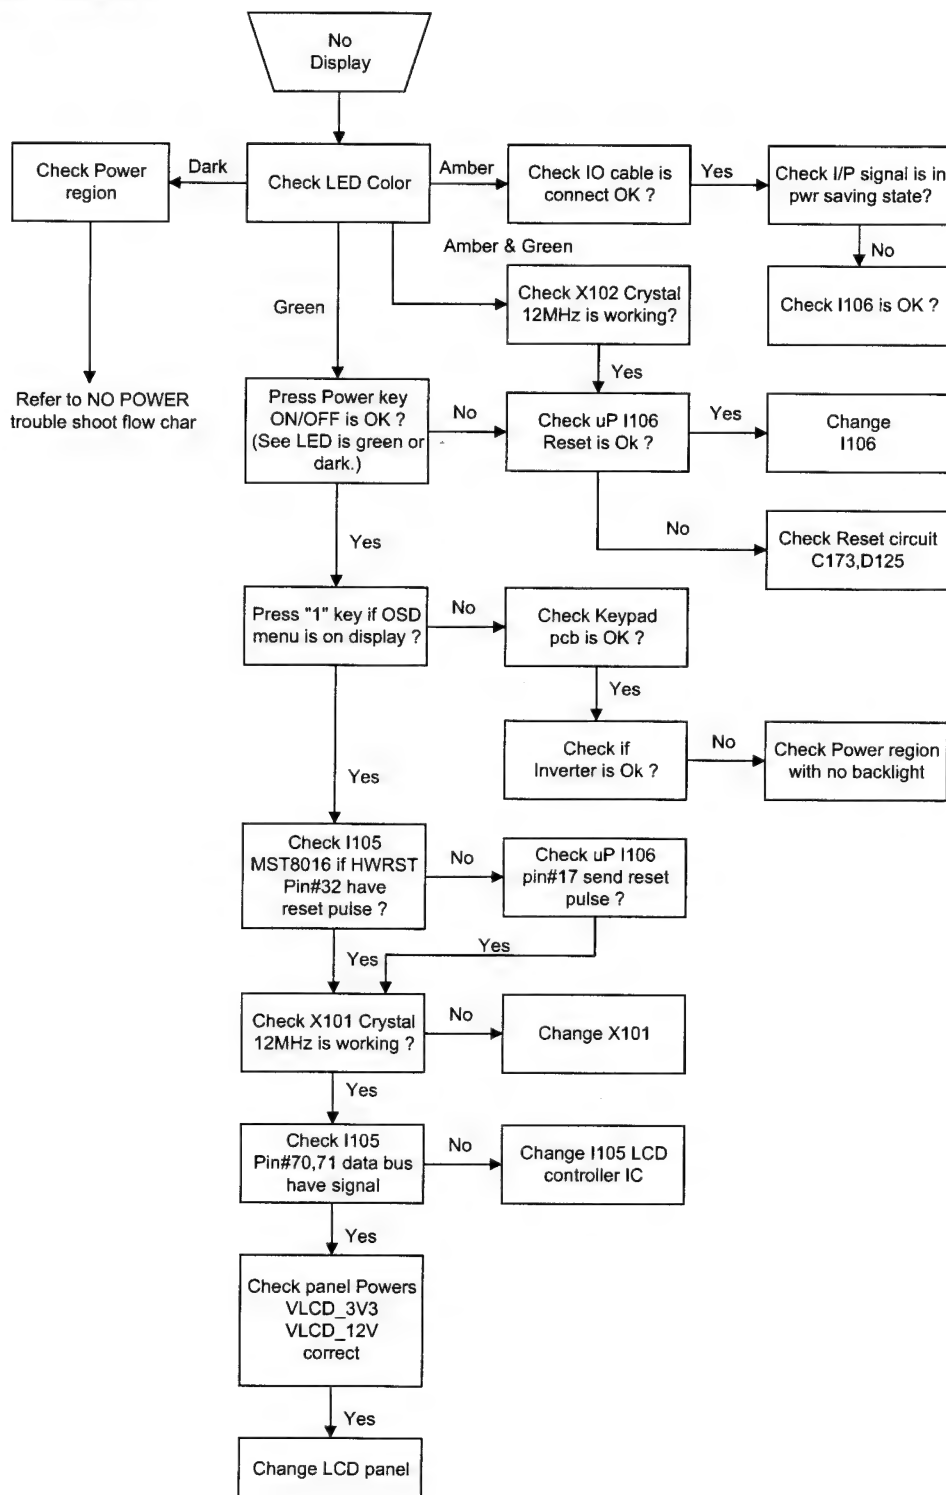 No
Display
Check Power
region
Dark
Check LED Color
Amber
Check IO cable is
connect OK ?
Yes
Check I/P signal is in
pwr saving state?
No
Check I106 is OK ?
Amber & Green
Check X102 Crystal
12MHz is working?
Green
Yes
Refer to NO POWER
trouble shoot flow char
Press Power key
ON/OFF is OK ?
(See LED is green or
dark.)
No
Check uP I106
Reset is Ok ?
Yes
Change
I106
No
Check Reset circuit
C173,D125
Yes
Press "1" key if OSD
menu is on display ?
No
Check Keypad
pcb is OK ?
Yes
Check if
Inverter is Ok ?
No
Check Power region
with no backlight
Yes
Check I105
MST8016 if HWRST
Pin#32 have
reset pulse ?
No
Check uP I106
pin#17 send reset
pulse ?
Yes
Yes
Check X101 Crystal
12MHz is working ?
No
Change X101
Yes
Check I105
Pin#70,71 data bus
have signal
No
Change I105 LCD
controller IC
Yes
Check panel Powers
VLCD_3V3
VLCD_12V
correct
Yes
Change LCD panel